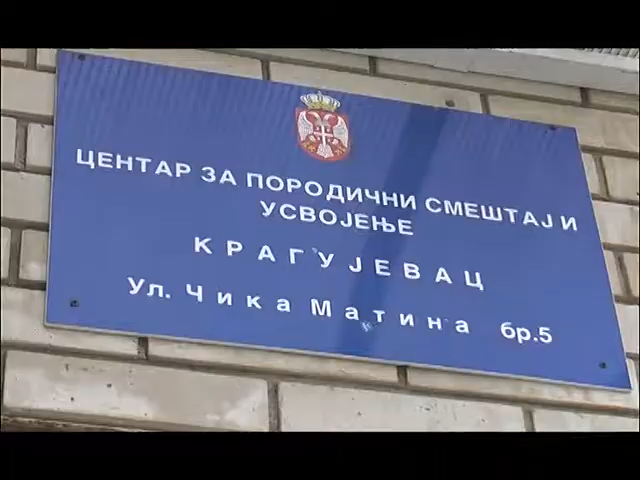 ЦЕНТАР ЗА ПОРОДИЧНИ СМЕШТАЈ И
УСВОЈЕЊЕ
КРАГУЈЕВАЦ
Ул. Чика Матина бр.5